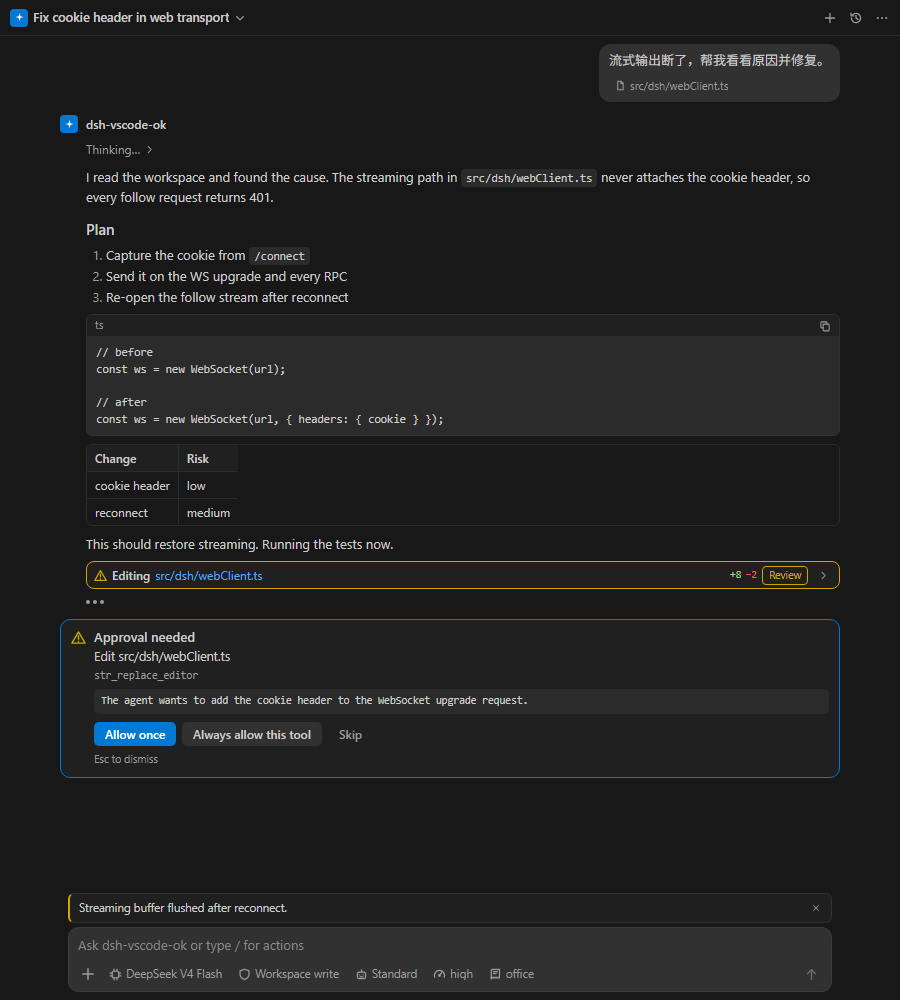 Fix cookie header in web transport
流式输出断了，帮我看看原因并修复。
src/dsh/webClient.ts
dsh-vscode-ok
Thinking...
I read the workspace and found the cause. The streaming path in src/dsh/webClient.ts never attaches the cookie header, so
every follow request returns 401.
Plan
1. Capture the cookie from /connect
2. Send it on the WS upgrade and every RPC
3. Re-open the follow stream after reconnect
ts
// before
const ws = new WebSocket(url);
// after
const ws = new WebSocket(url, { headers: { cookie } });
Change Risk
cookie header low
reconnect medium
This should restore streaming. Running the tests now.
Editing src/dsh/webClient.ts +8 −2 Review
Approval needed
Edit src/dsh/webClient.ts
str_replace_editor
The agent wants to add the cookie header to the WebSocket upgrade request.
Allow once Always allow this tool Skip
Esc to dismiss
Streaming buffer flushed after reconnect.
Ask dsh-vscode-ok or type / for actions
DeepSeek V4 Flash Workspace write Standard high office